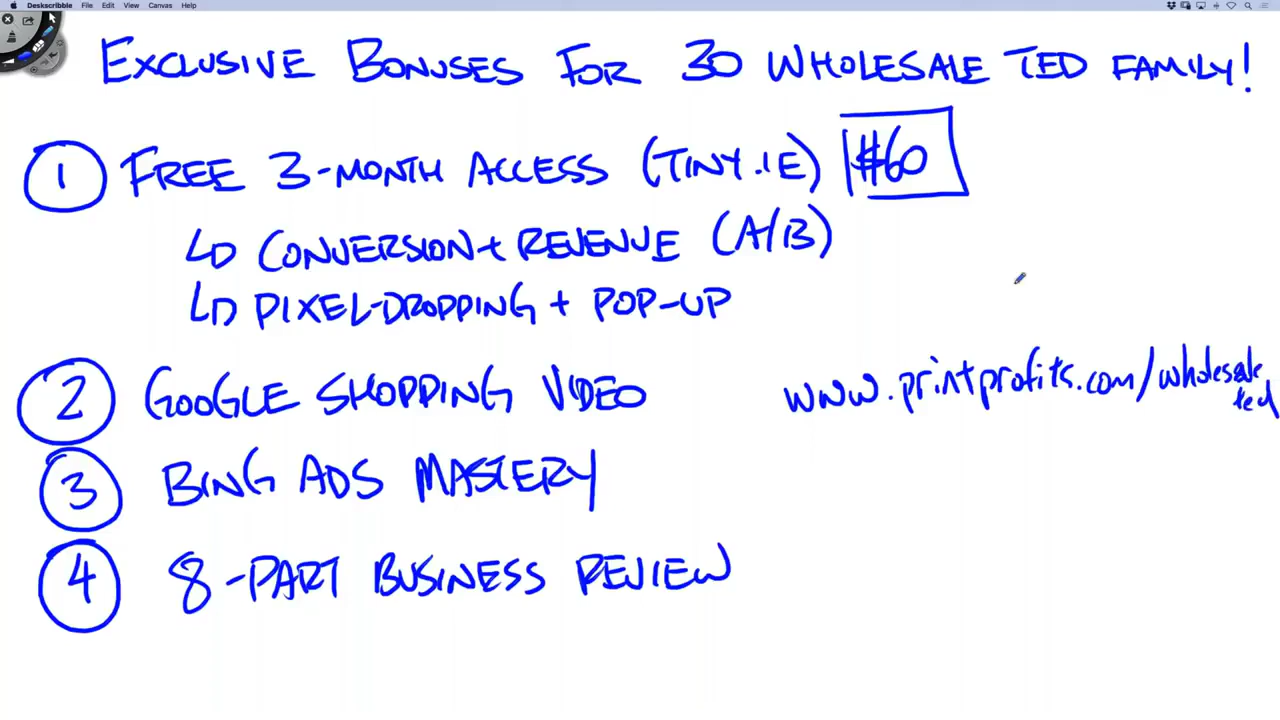 Deskscribble File Edit View Canvas Help
EXCLUSIVE BONUSES FOR 30 WHOLESALE TED FAMILY!
1 FREE 3-MONTH ACCESS (TINY.IE) $60
CONVERSION + REVENUE (A/B)
PIXEL-DROPPING + POP-UP
2 GOOGLE SHOPPING VIDEO
www.printprofits.com/wholesale
ted
3 BING ADS MASTERY
4 8-PART BUSINESS REVIEW